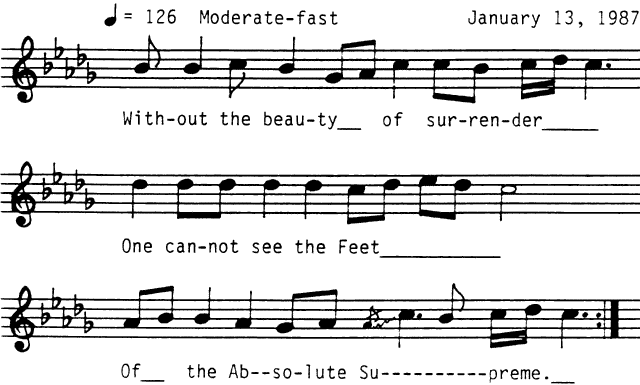 ♩= 126 Moderate-fast January 13, 1987
With-out the beau-ty__ of sur-ren-der_____
One can-not see the Feet__________
Of__ the Ab--so-lute Su----------preme.__